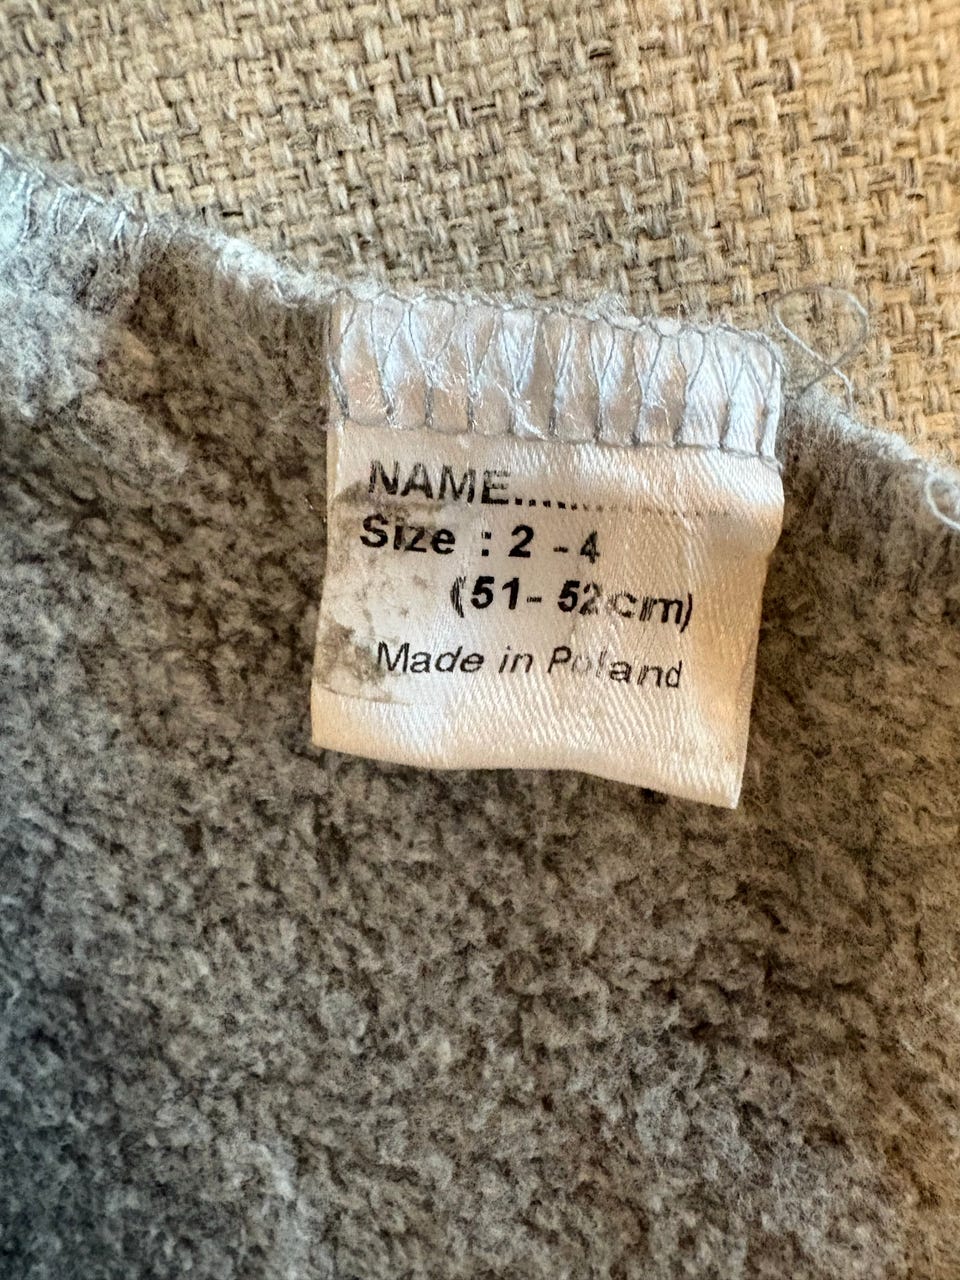 NAME..................
Size : 2 - 4
(51- 52cm)
Made in Poland